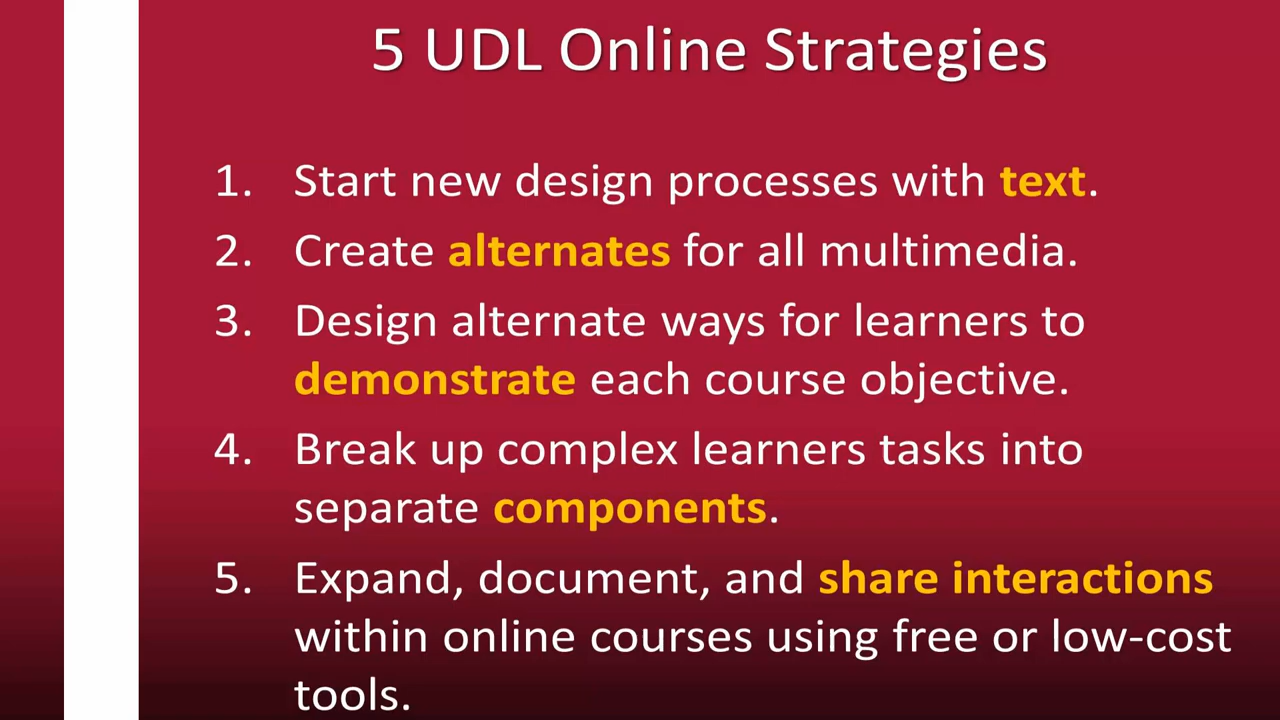 5 UDL Online Strategies
1. Start new design processes with text.
2. Create alternates for all multimedia.
3. Design alternate ways for learners to
demonstrate each course objective.
4. Break up complex learners tasks into
separate components.
5. Expand, document, and share interactions
within online courses using free or low-cost
tools.